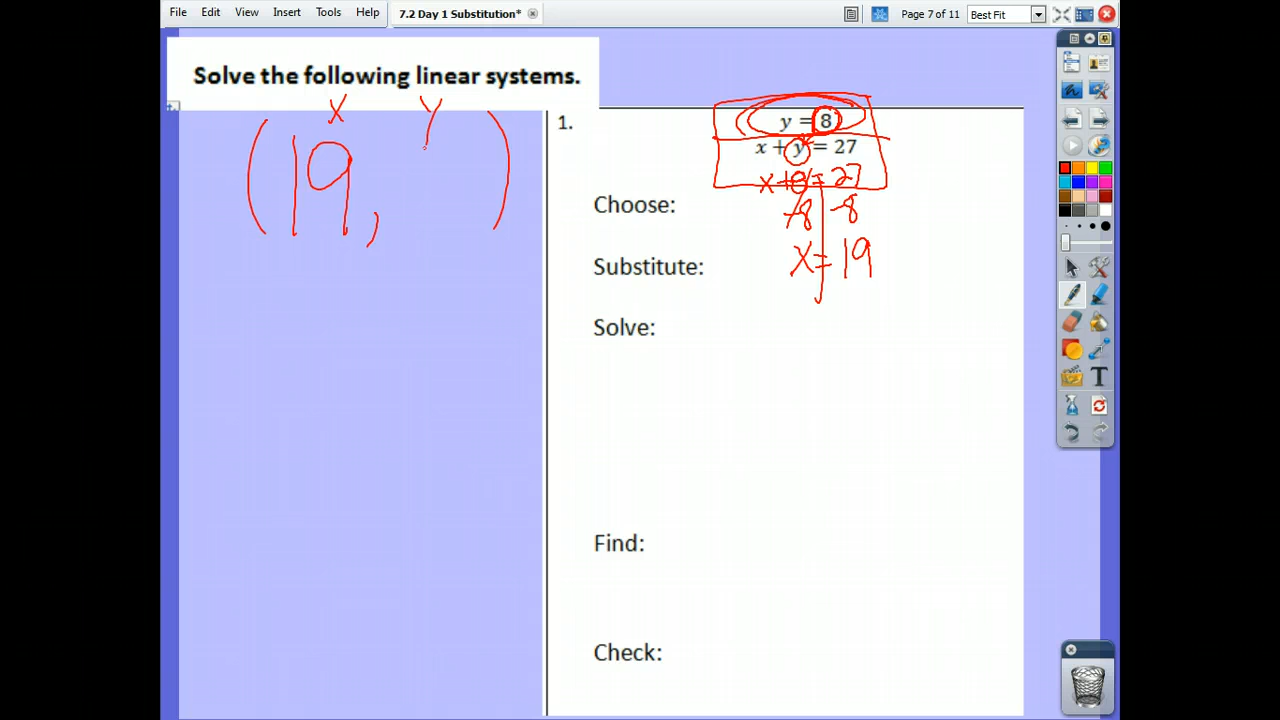 File Edit View Insert Tools Help 7.2 Day 1 Substitution* Page 7 of 11 Best Fit
Solve the following linear systems.
x y
(19, )
1. y = 8
x + y = 27
x+8=27
-8 -8
x=19
Choose:
Substitute:
Solve:
Find:
Check:
T